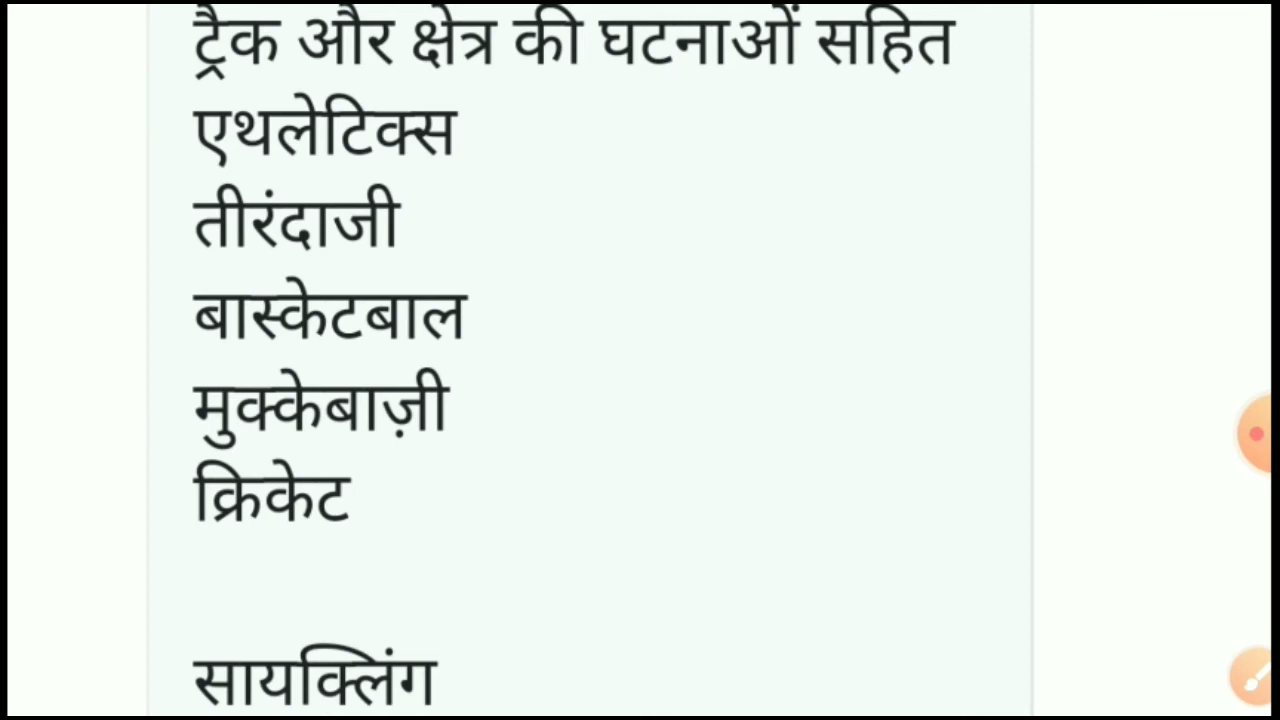 ट्रैक और क्षेत्र की घटनाओं सहित
एथलेटिक्स
तीरंदाजी
बास्केटबाल
मुक्केबाज़ी
क्रिकेट
सायक्लिंग